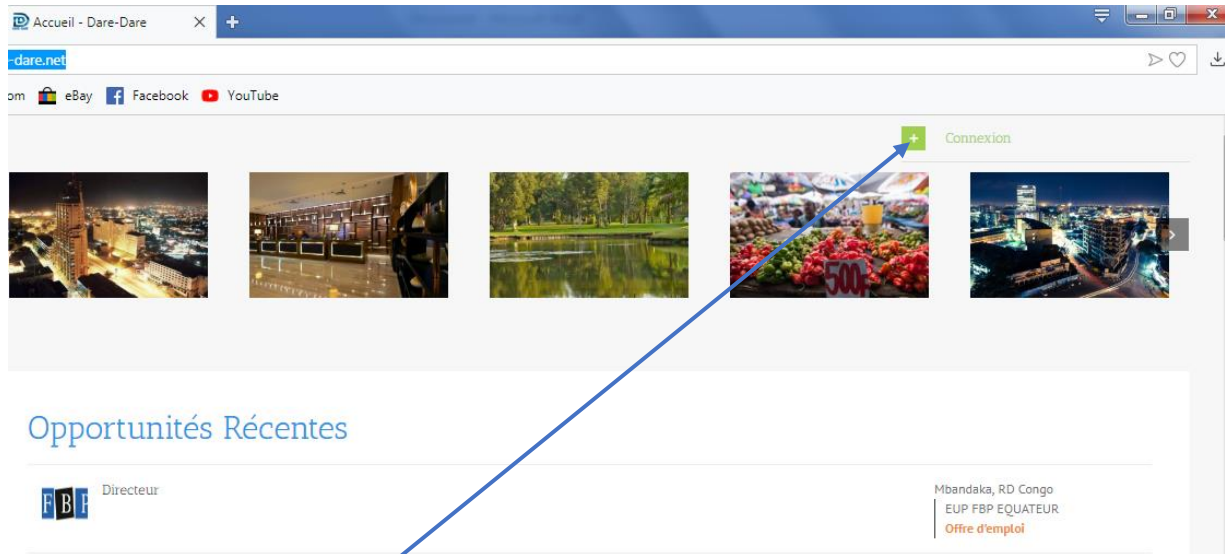 Accueil - Dare-Dare
-dare.net
om eBay Facebook YouTube
+ Connexion
500F
Opportunités Récentes
FBP Directeur
Mbandaka, RD Congo
EUP FBP EQUATEUR
Offre d'emploi